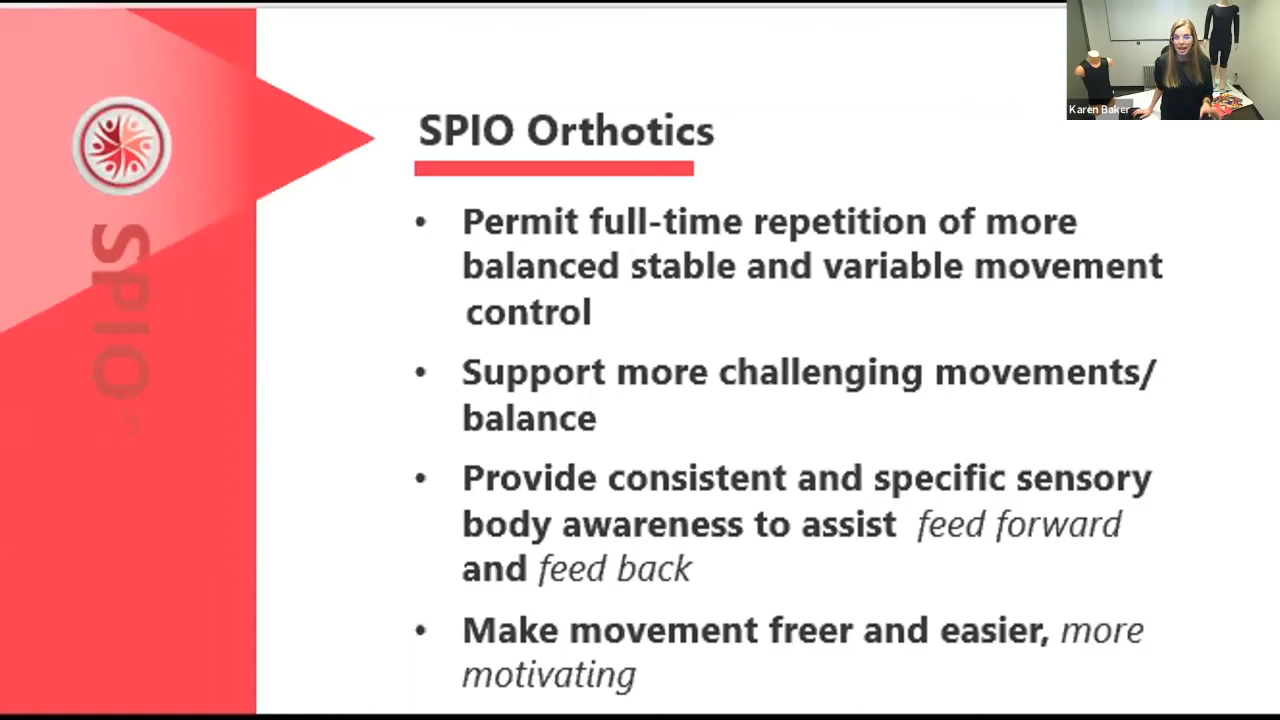 Karen Baker
SPIO
SPIO Orthotics
• Permit full-time repetition of more
balanced stable and variable movement
control
• Support more challenging movements/
balance
• Provide consistent and specific sensory
body awareness to assist feed forward
and feed back
• Make movement freer and easier, more
motivating